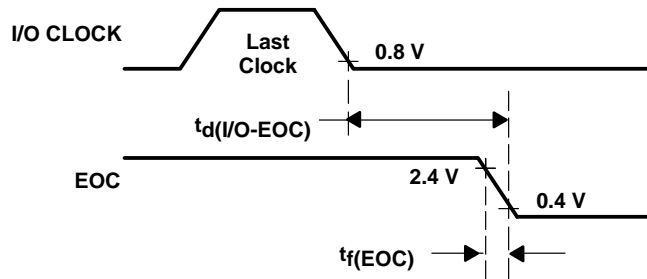 I/O CLOCK
Last
Clock
0.8 V
td(I/O-EOC)
EOC
2.4 V
0.4 V
tf(EOC)